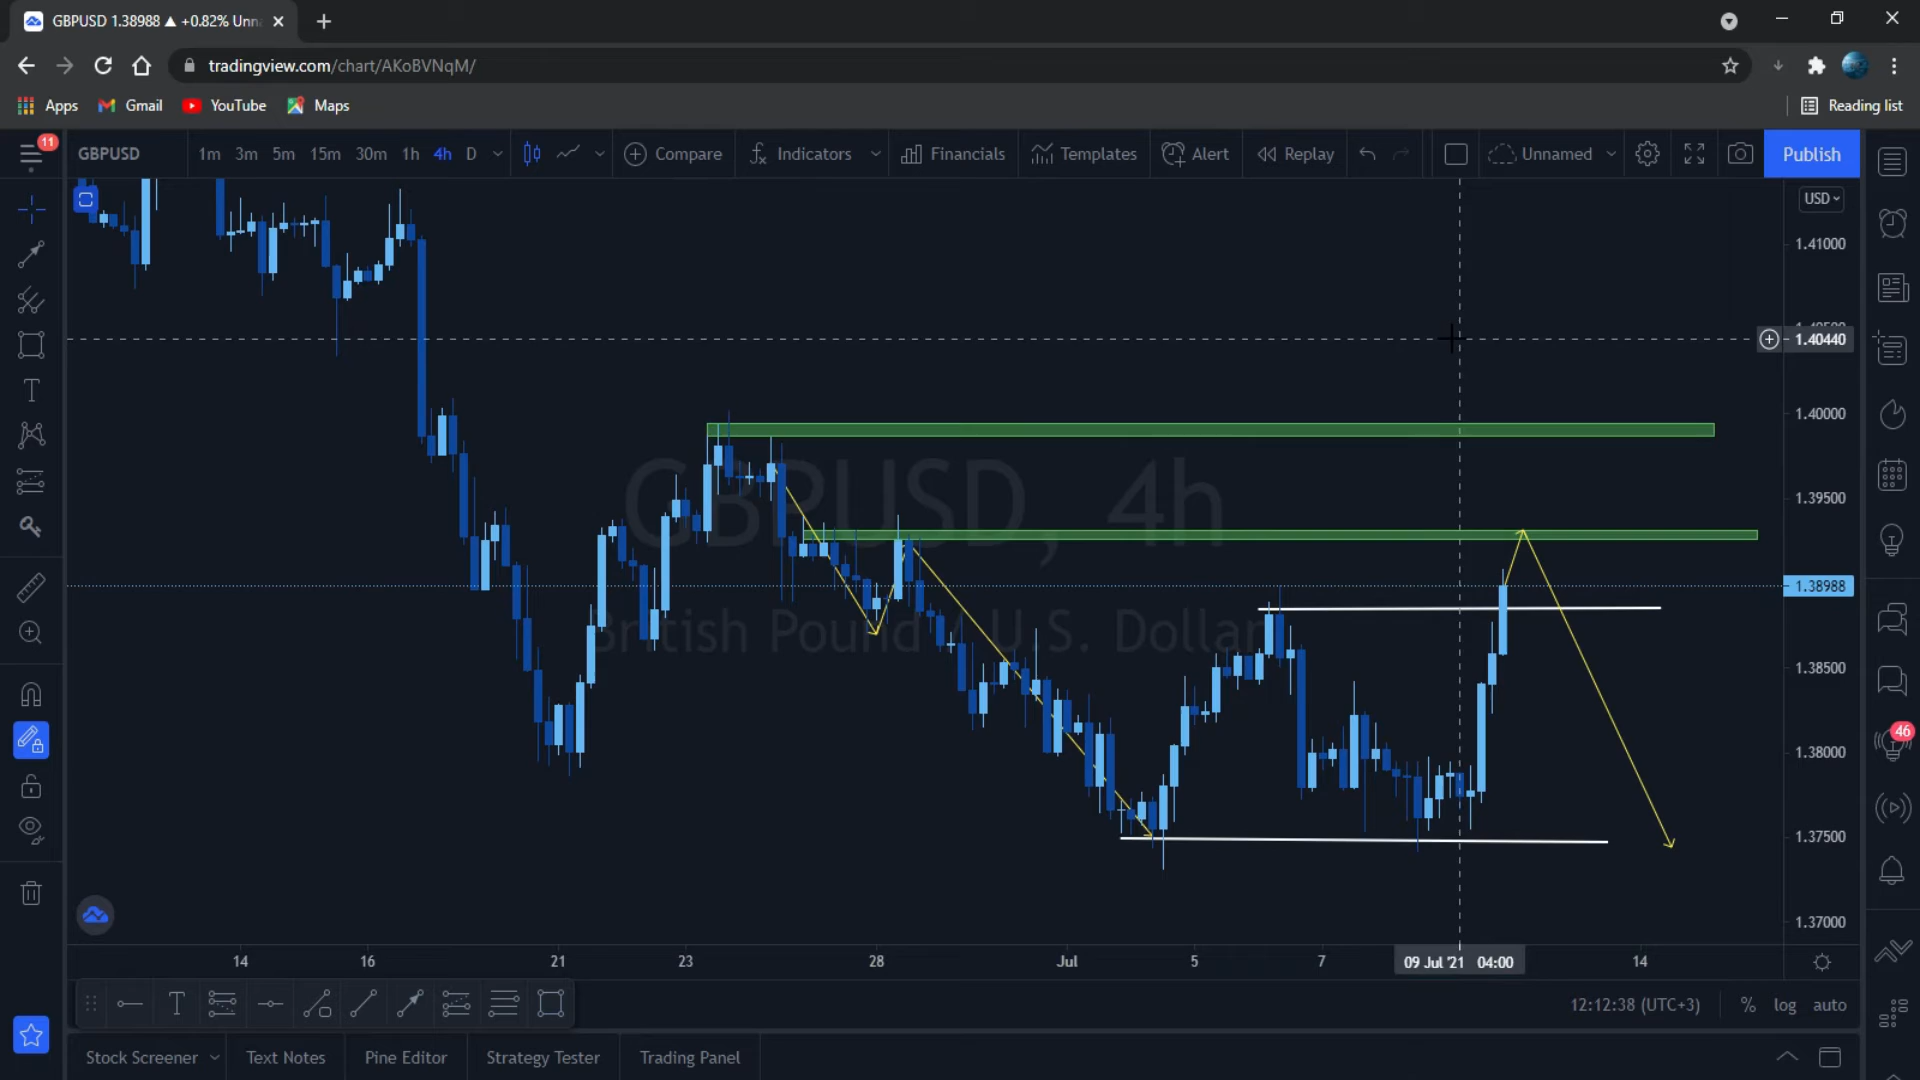 GBPUSD 1.38988 ▲ +0.82% Unn
tradingview.com/chart/AKoBVNqM/
Apps Gmail YouTube Maps Reading list
11 GBPUSD 1m 3m 5m 15m 30m 1h 4h D Compare Indicators Financials Templates Alert Replay Unnamed Publish
USD
1.41000
1.40440
1.40000
1.39500
1.38988
1.38500
1.38000
1.37500
1.37000
GBPUSD, 4h
British Pound / U.S. Dollar
46
14 16 21 23 28 Jul 5 7 09 Jul '21 04:00 14
12:12:38 (UTC+3) % log auto
Stock Screener Text Notes Pine Editor Strategy Tester Trading Panel